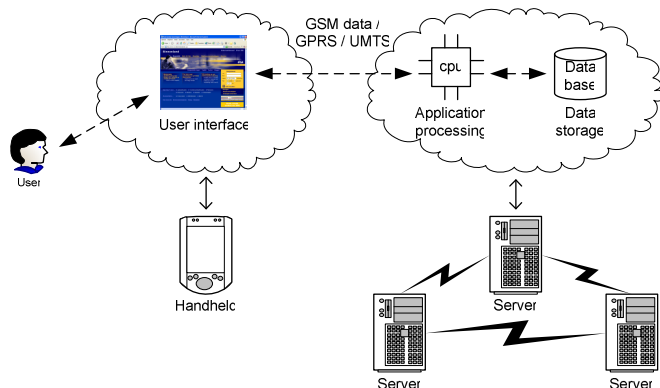 GSM data /
GPRS / UMTS
cpu
Data
base
User interface
Application
processing
Data
storage
User
Handheld
Server
Server
Server